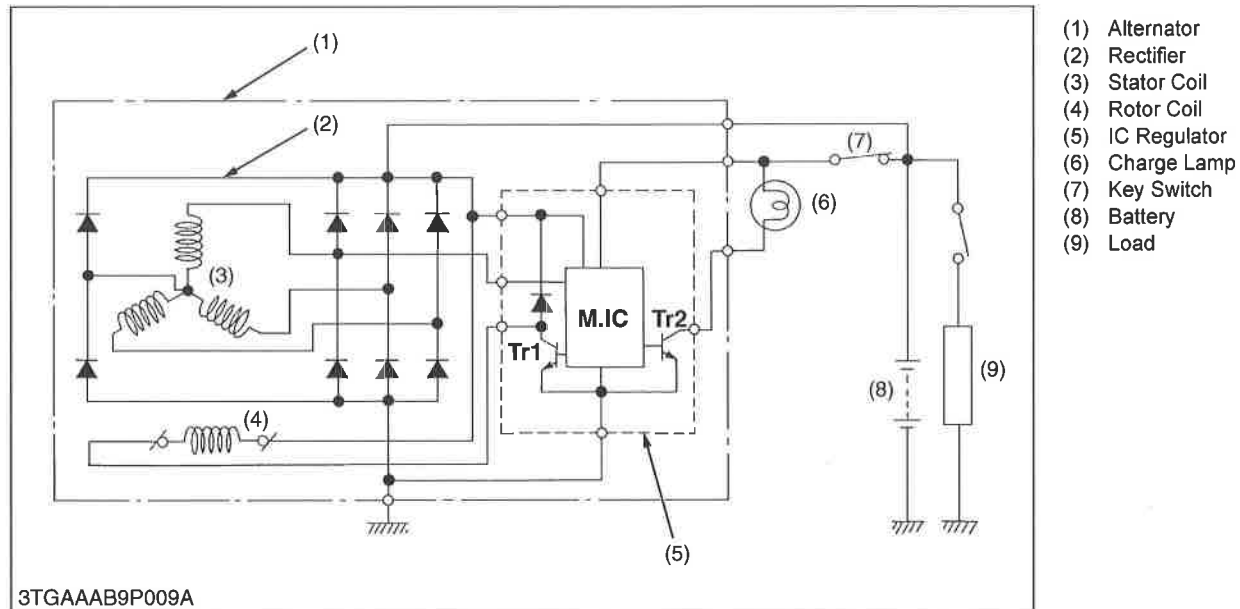 (1)
(2)
(3)
(4)
M.IC
Tr1
Tr2
(5)
(6)
(7)
(8)
(9)
3TGAAAB9P009A
(1) Alternator
(2) Rectifier
(3) Stator Coil
(4) Rotor Coil
(5) IC Regulator
(6) Charge Lamp
(7) Key Switch
(8) Battery
(9) Load